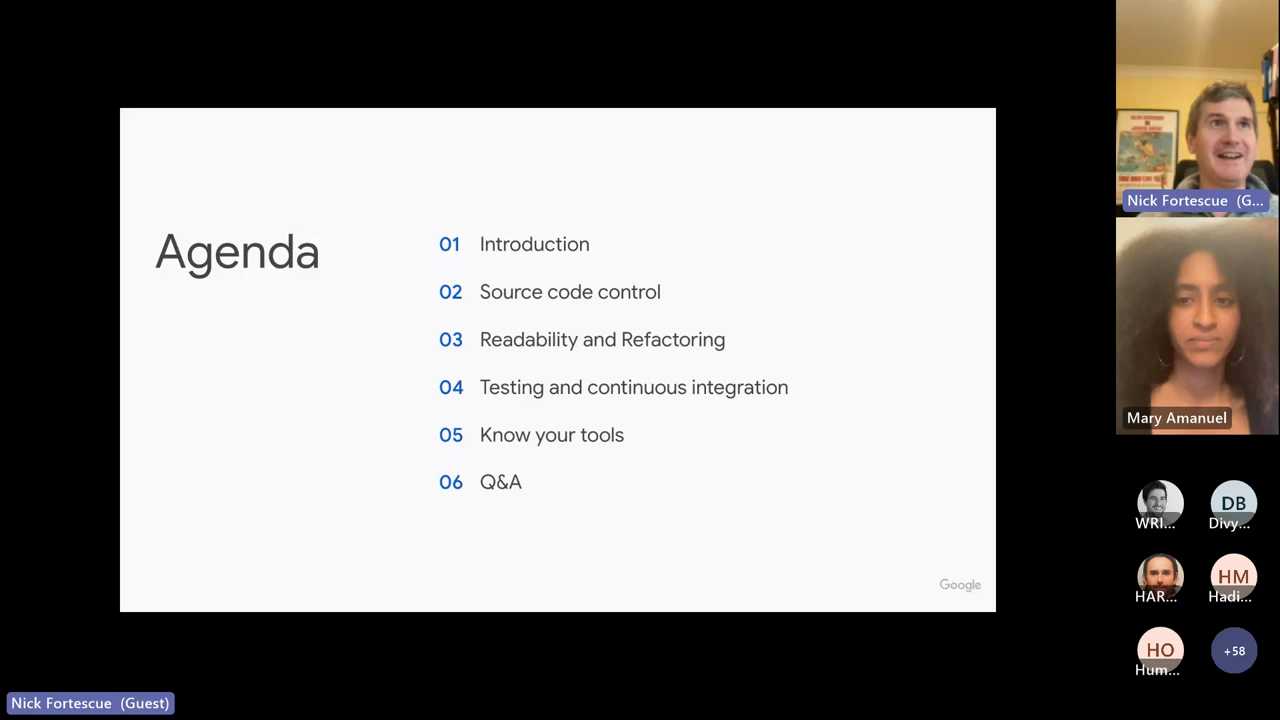 Agenda
01 Introduction
02 Source code control
03 Readability and Refactoring
04 Testing and continuous integration
05 Know your tools
06 Q&A
Google
Nick Fortescue (G...
Mary Amanuel
DB
WRI...
Divy...
HM
HAR...
Hadi...
HO
+58
Hum...
Nick Fortescue (Guest)